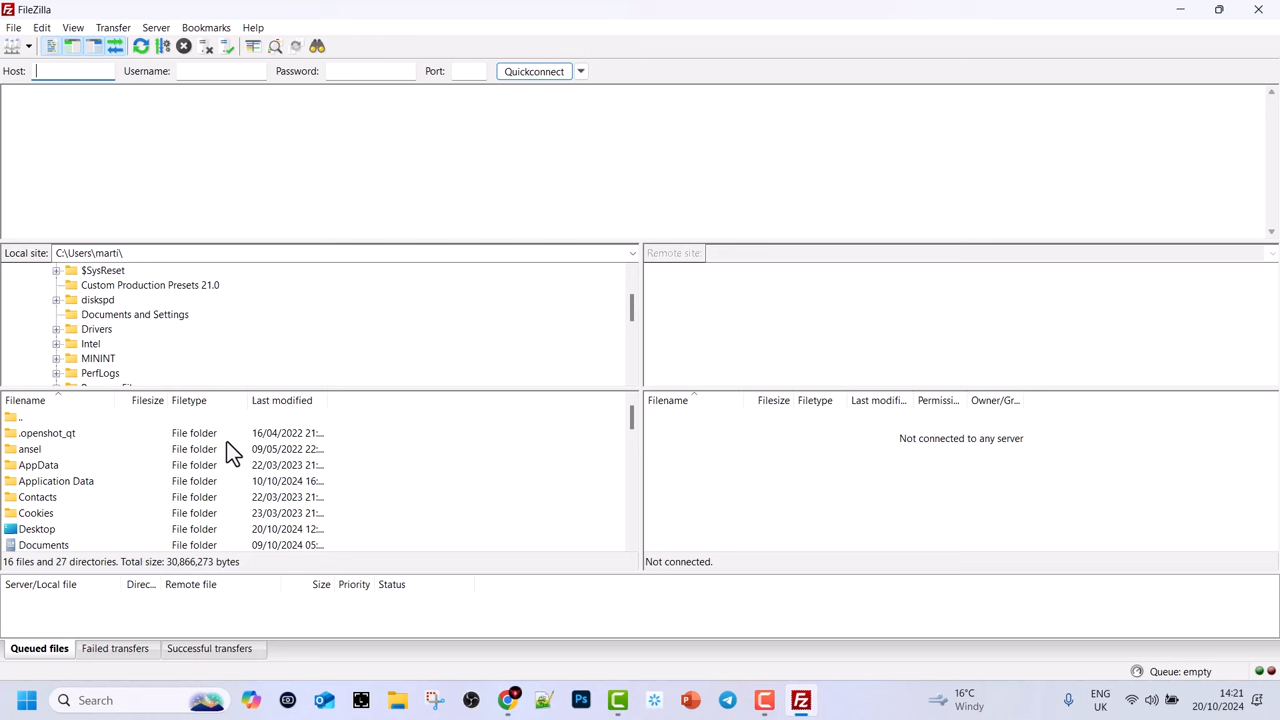 FileZilla
File Edit View Transfer Server Bookmarks Help
Host: Username: Password: Port: Quickconnect
Local site: C:\Users\marti\
Remote site:
$SysReset
Custom Production Presets 21.0
diskspd
Documents and Settings
Drivers
Intel
MININT
PerfLogs
Filename Filesize Filetype Last modified
..
.openshot_qt File folder 16/04/2022 21:...
ansel File folder 09/05/2022 22:...
AppData File folder 22/03/2023 21:...
Application Data File folder 10/10/2024 16:...
Contacts File folder 22/03/2023 21:...
Cookies File folder 23/03/2023 21:...
Desktop File folder 20/10/2024 12:...
Documents File folder 09/10/2024 05:...
16 files and 27 directories. Total size: 30,866,273 bytes
Filename Filesize Filetype Last modifi... Permissi... Owner/Gr...
Not connected to any server
Not connected.
Server/Local file Direc... Remote file Size Priority Status
Queued files Failed transfers Successful transfers
Queue: empty
Search
16°C
Windy
ENG
UK
14:21
20/10/2024